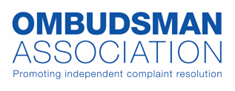 OMBUDSMAN
ASSOCIATION
Promoting independent complaint resolution